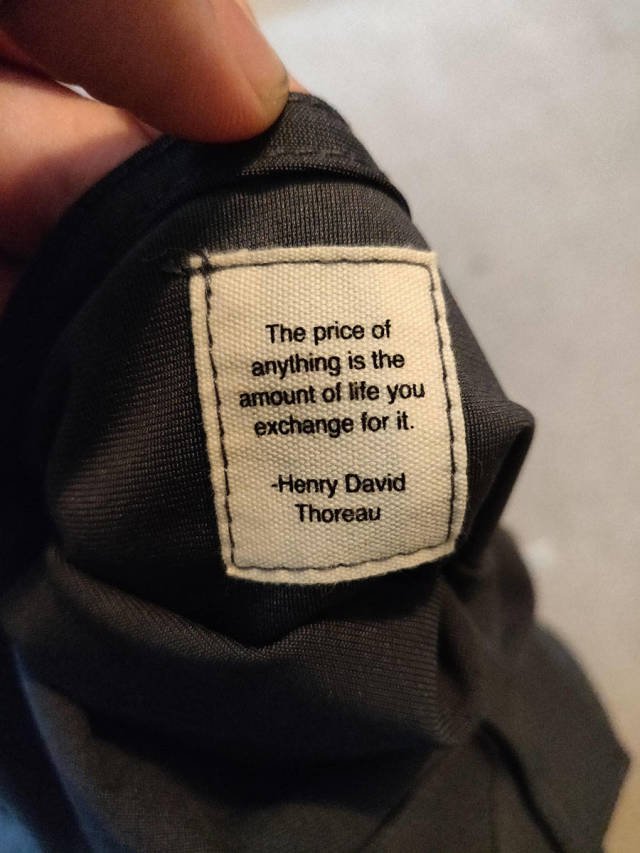 The price of
anything is the
amount of life you
exchange for it.
-Henry David
Thoreau